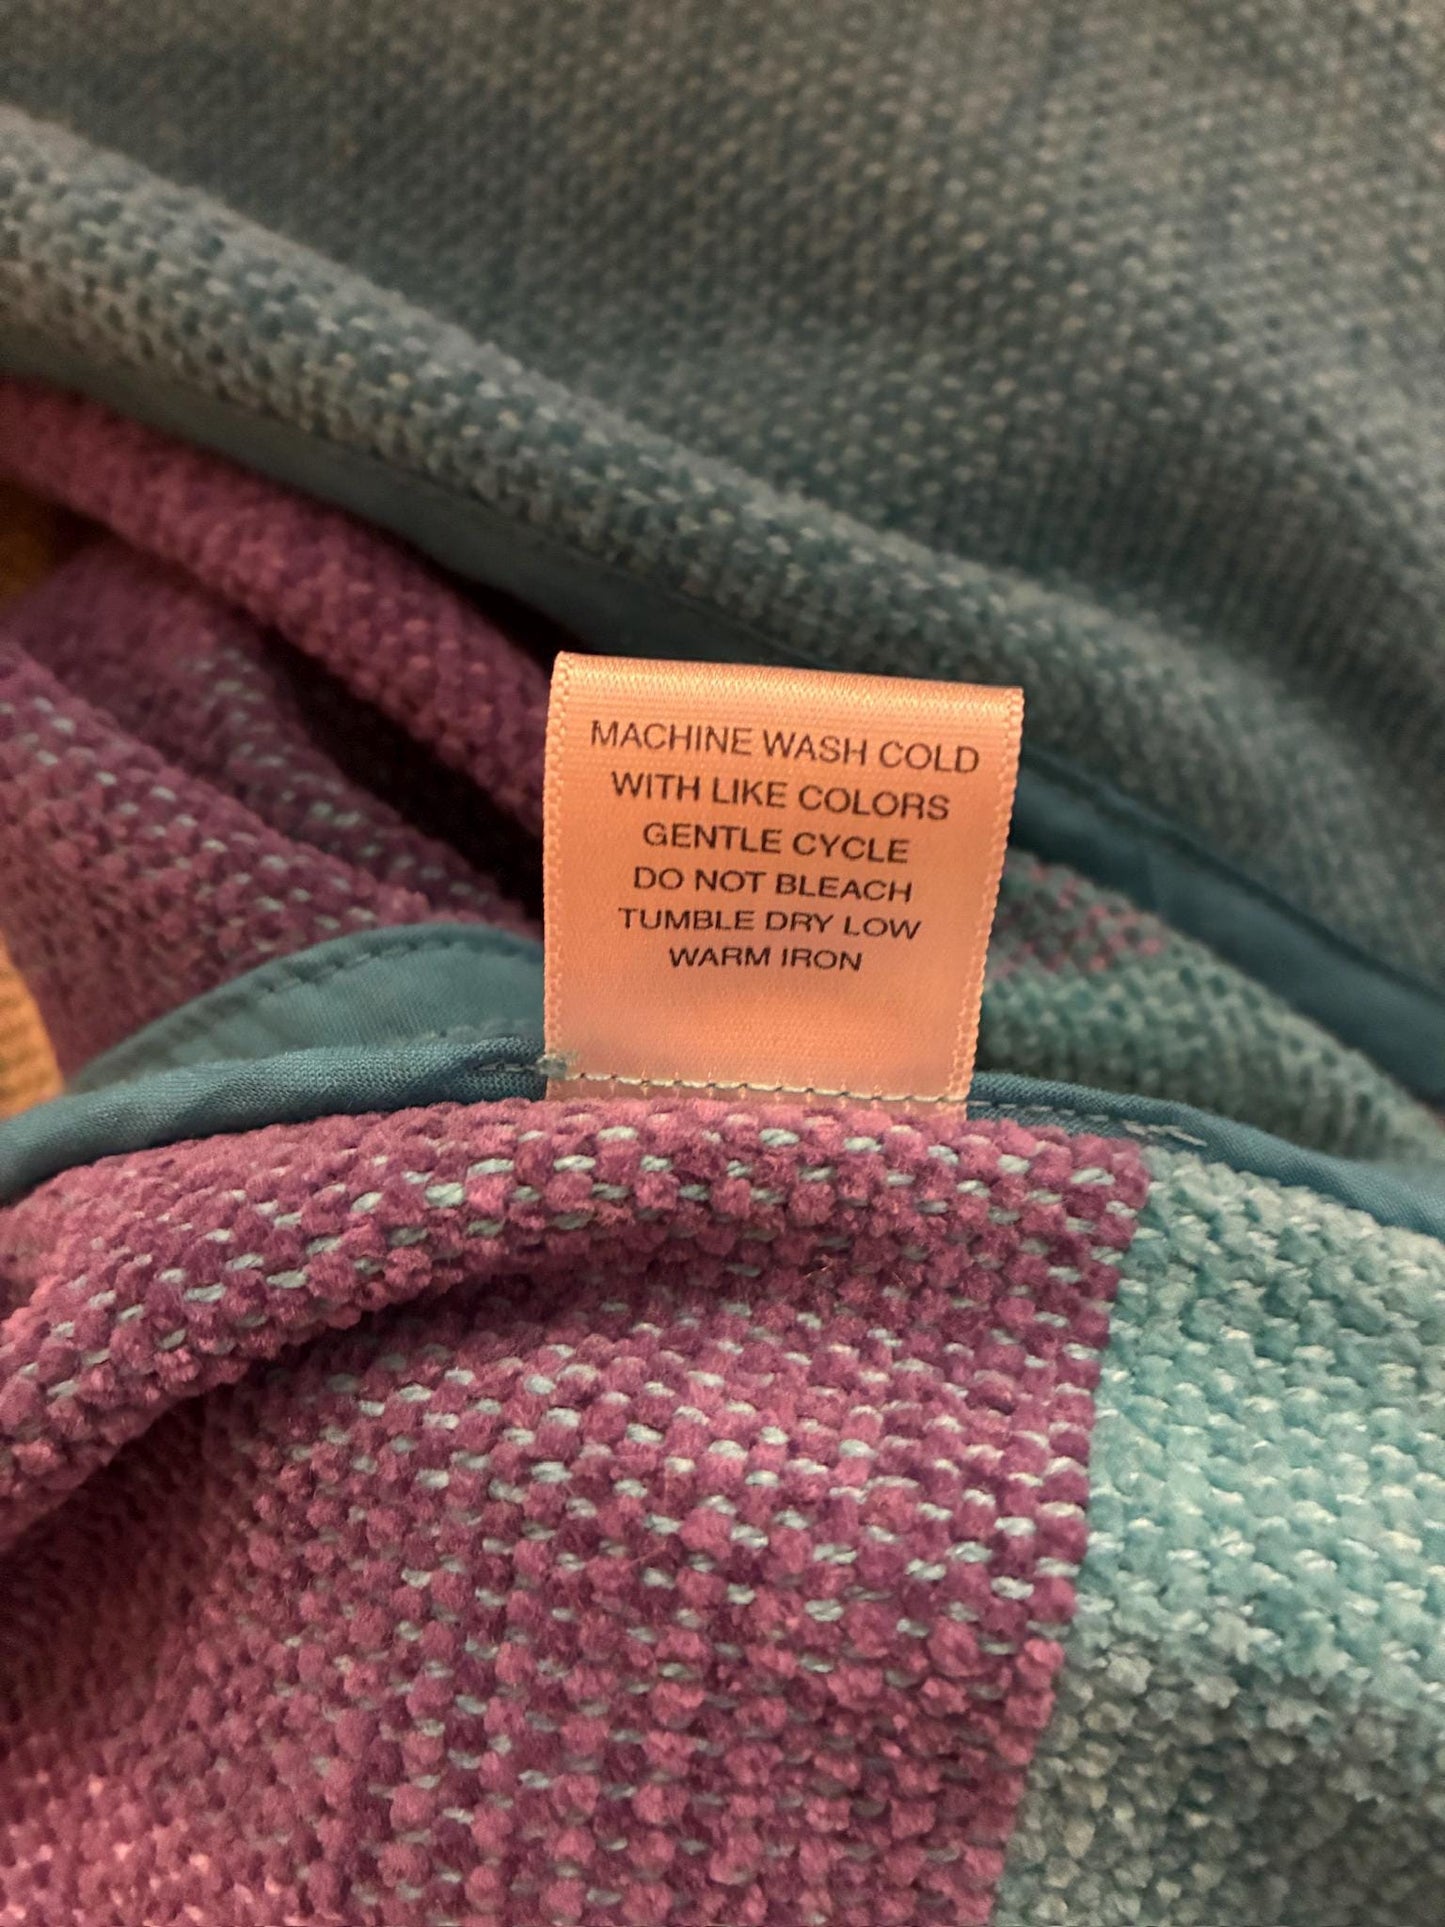 MACHINE WASH COLD
WITH LIKE COLORS
GENTLE CYCLE
DO NOT BLEACH
TUMBLE DRY LOW
WARM IRON